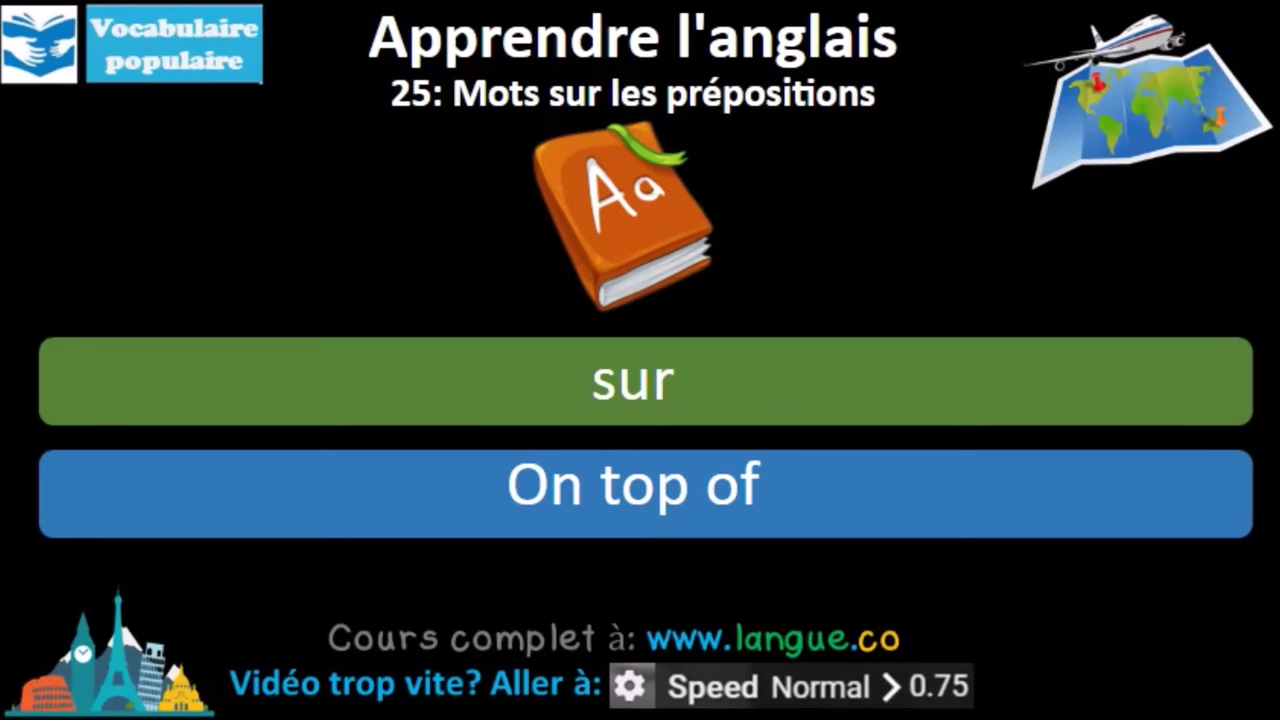 Vocabulaire
populaire
Apprendre l'anglais
25: Mots sur les prépositions
Aa
sur
On top of
Cours complet à: www.langue.co
Vidéo trop vite? Aller à: Speed Normal > 0.75